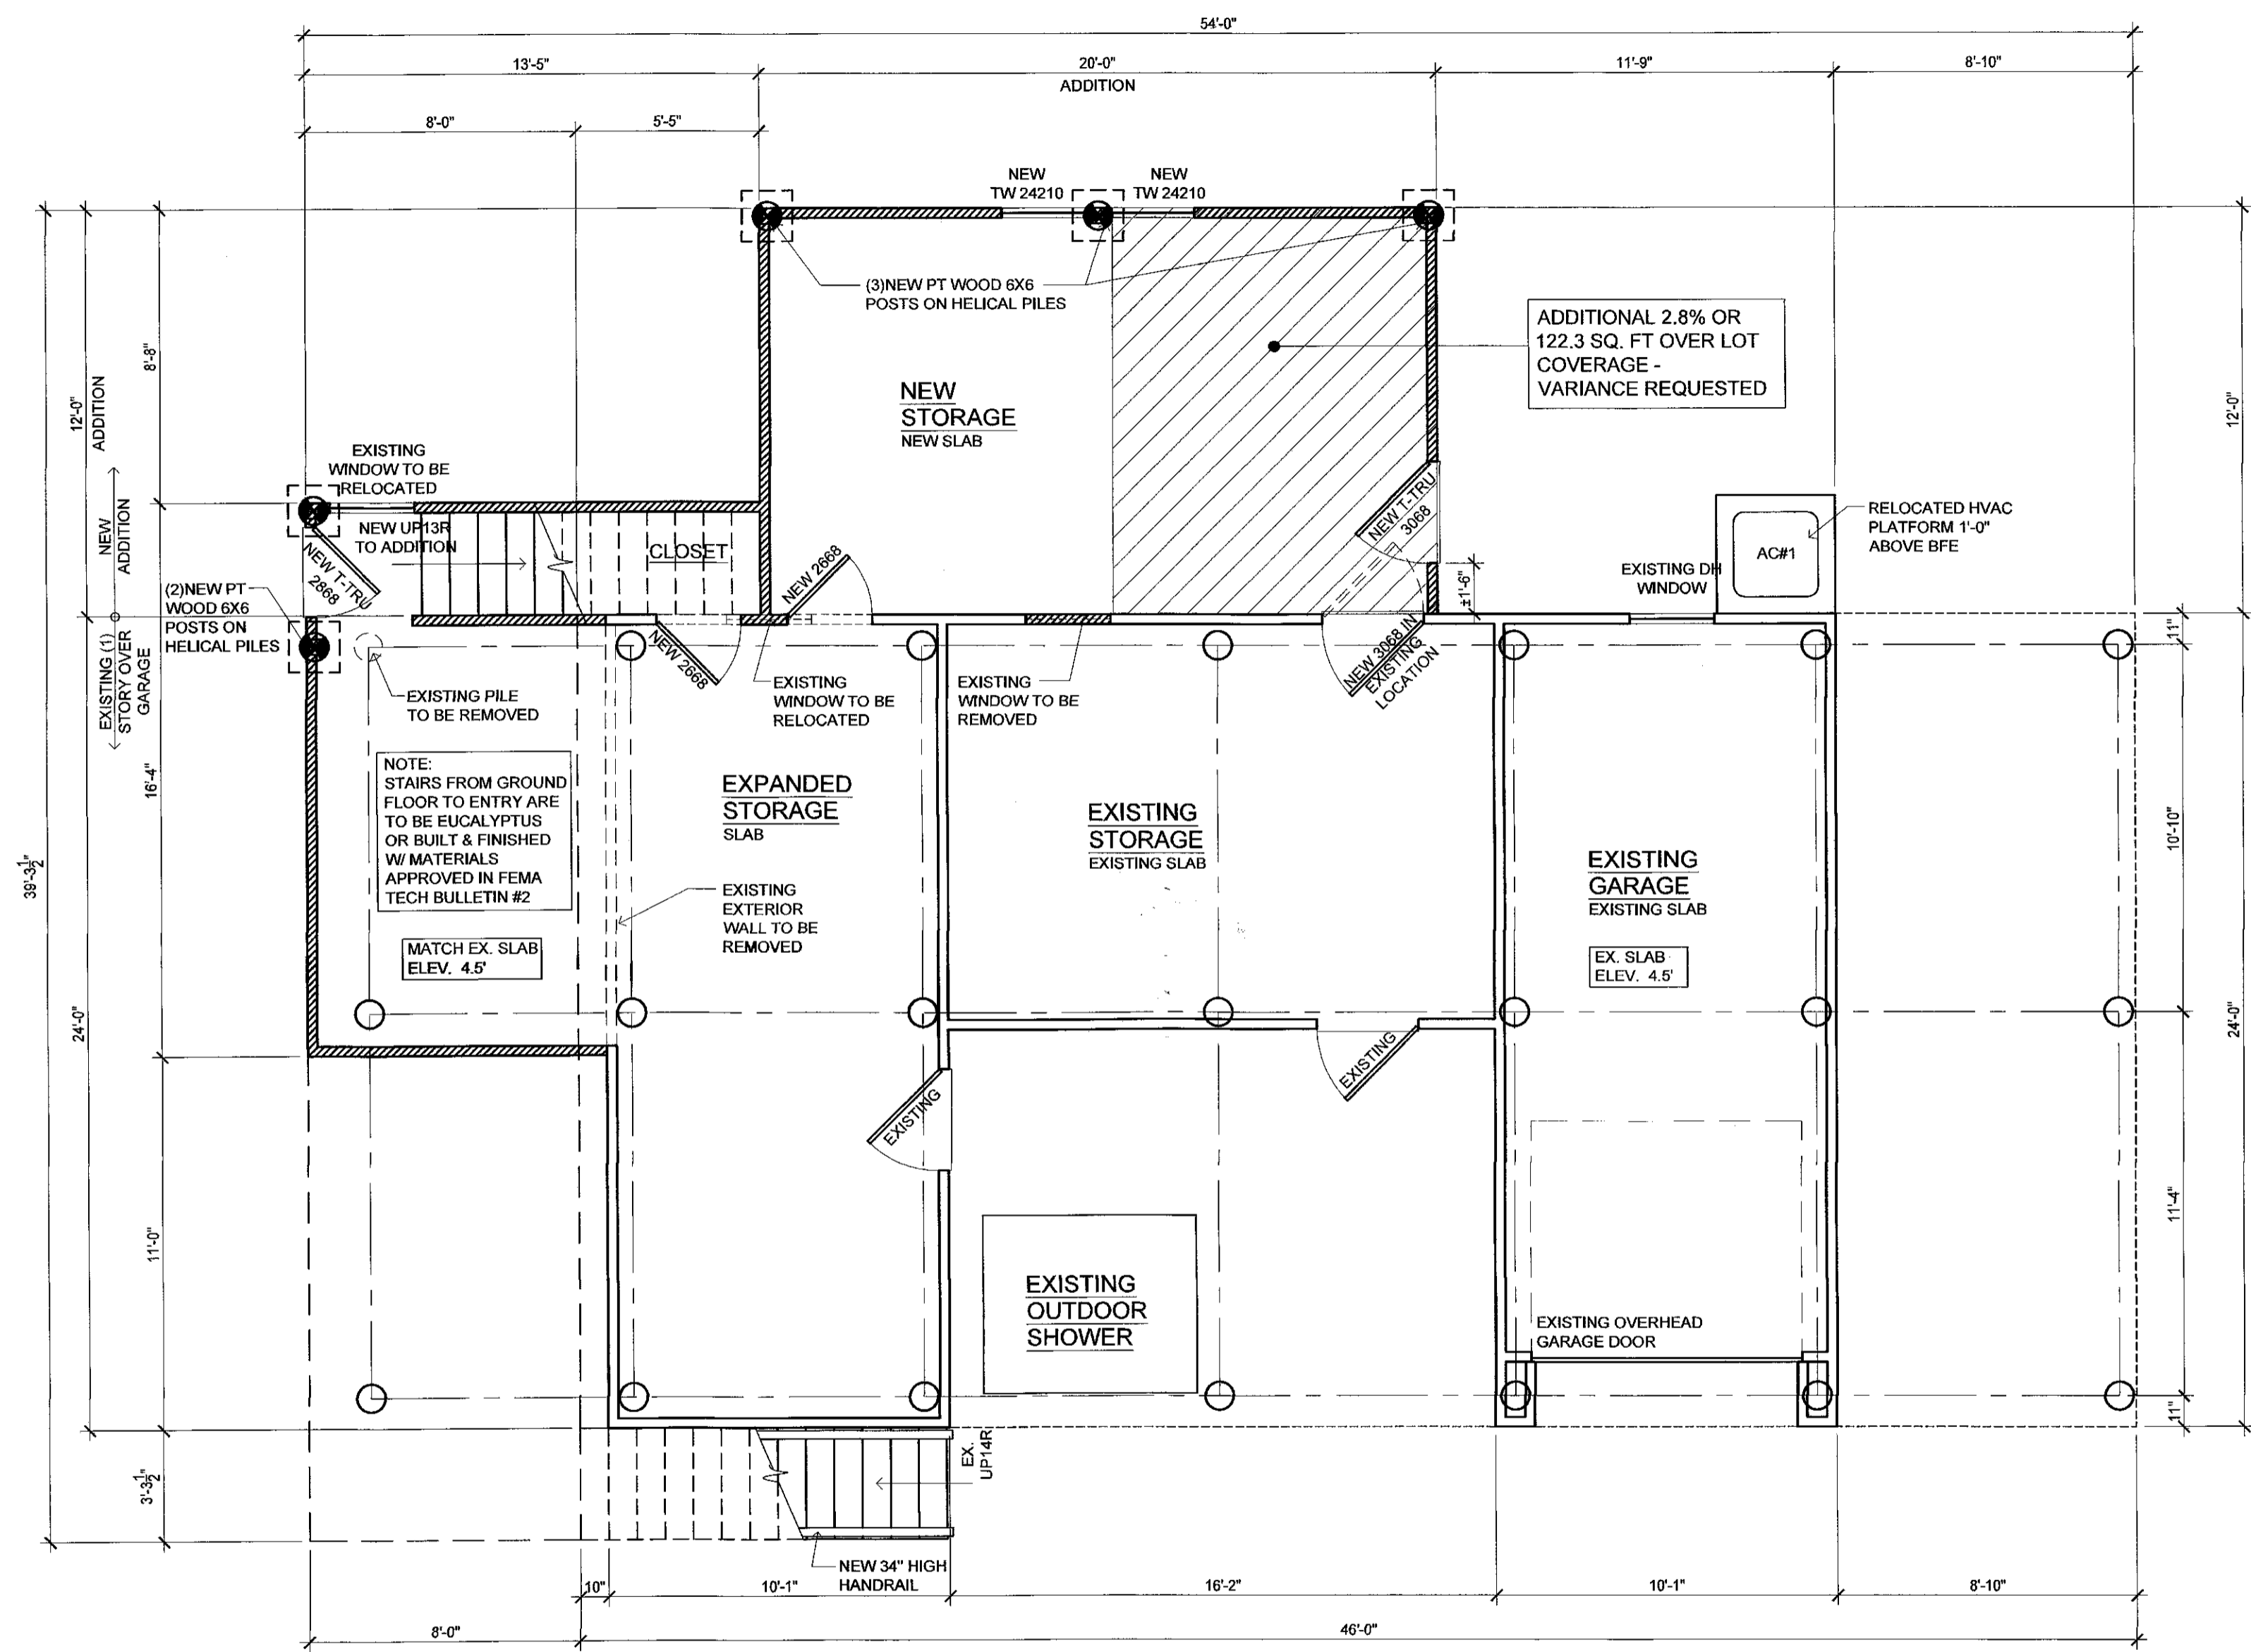 54'-0"
13'-5"
20'-0"
ADDITION
11'-9"
8'-10"
8'-0"
5'-5"
NEW
TW 24210
NEW
TW 24210
(3)NEW PT WOOD 6X6
POSTS ON HELICAL PILES
ADDITIONAL 2.8% OR
122.3 SQ. FT OVER LOT
COVERAGE -
VARIANCE REQUESTED
NEW
STORAGE
NEW SLAB
12'-0"
ADDITION
8'-8"
12'-0"
EXISTING
WINDOW TO BE
RELOCATED
NEW UP13R
TO ADDITION
CLOSET
NEW T-TRU
2868
NEW
ADDITION
EXISTING (1)
STORY OVER
GARAGE
(2)NEW PT
WOOD 6X6
POSTS ON
HELICAL PILES
NEW 2668
NEW 2668
NEW T-TRU
3068
±1'-6"
NEW 3068 IN
EXISTING
LOCATION
EXISTING DH
WINDOW
AC#1
RELOCATED HVAC
PLATFORM 1'-0"
ABOVE BFE
EXISTING PILE
TO BE REMOVED
EXISTING
WINDOW TO BE
RELOCATED
EXISTING
WINDOW TO BE
REMOVED
11"
NOTE:
STAIRS FROM GROUND
FLOOR TO ENTRY ARE
TO BE EUCALYPTUS
OR BUILT & FINISHED
W/ MATERIALS
APPROVED IN FEMA
TECH BULLETIN #2
MATCH EX. SLAB
ELEV. 4.5'
EXPANDED
STORAGE
SLAB
EXISTING
EXTERIOR
WALL TO BE
REMOVED
EXISTING
STORAGE
EXISTING SLAB
EXISTING
GARAGE
EXISTING SLAB
EX. SLAB
ELEV. 4.5'
16'-4"
39'-3 1/2"
24'-0"
10'-10"
24'-0"
EXISTING
EXISTING
11'-0"
11'-4"
EXISTING
OUTDOOR
SHOWER
EXISTING OVERHEAD
GARAGE DOOR
11"
EX.
UP14R
3'-3 1/2"
NEW 34" HIGH
HANDRAIL
10"
10'-1"
16'-2"
10'-1"
8'-10"
8'-0"
46'-0"